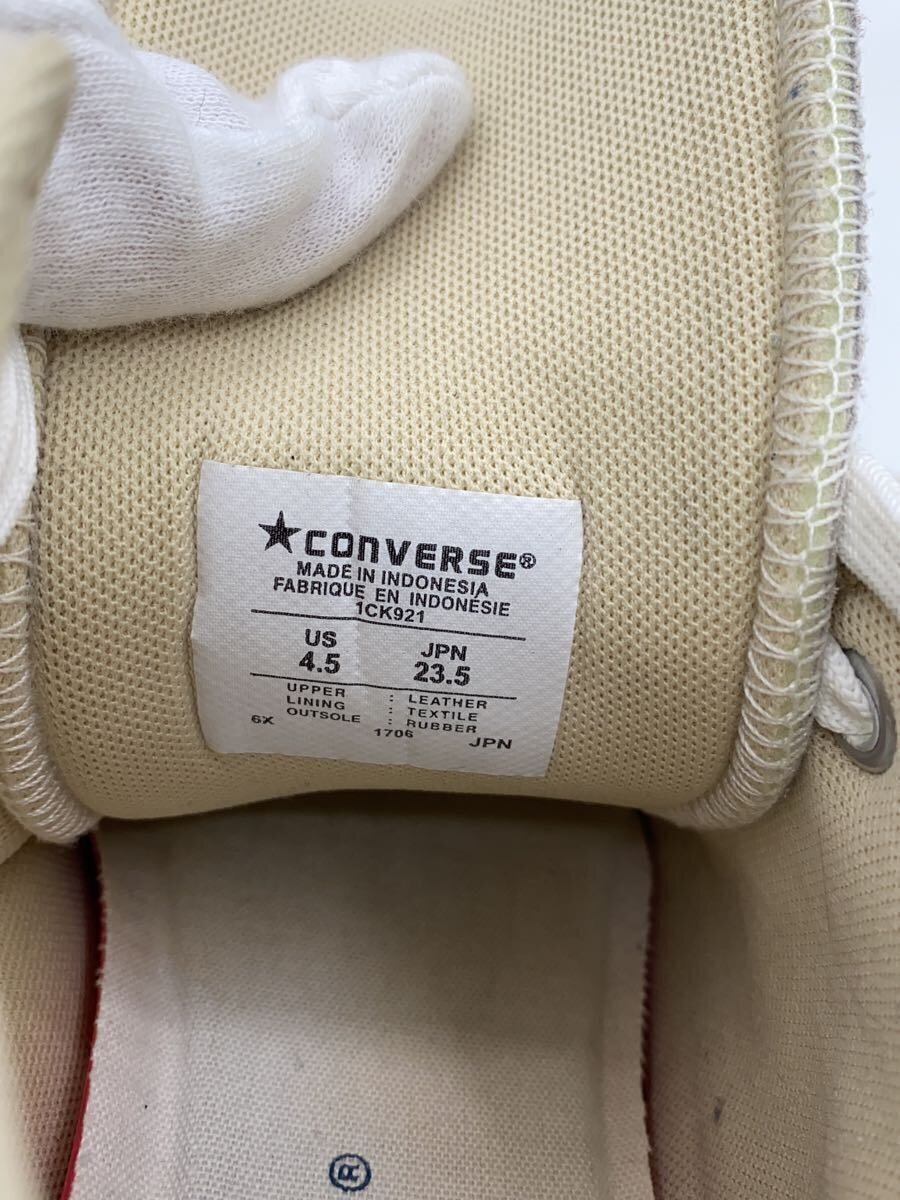 ★CONVERSE®
MADE IN INDONESIA
FABRIQUE EN INDONÉSIE
1CK921
US JPN
4.5 23.5
UPPER : LEATHER
LINING : TEXTILE
OUTSOLE : RUBBER
6X 1706 JPN
®